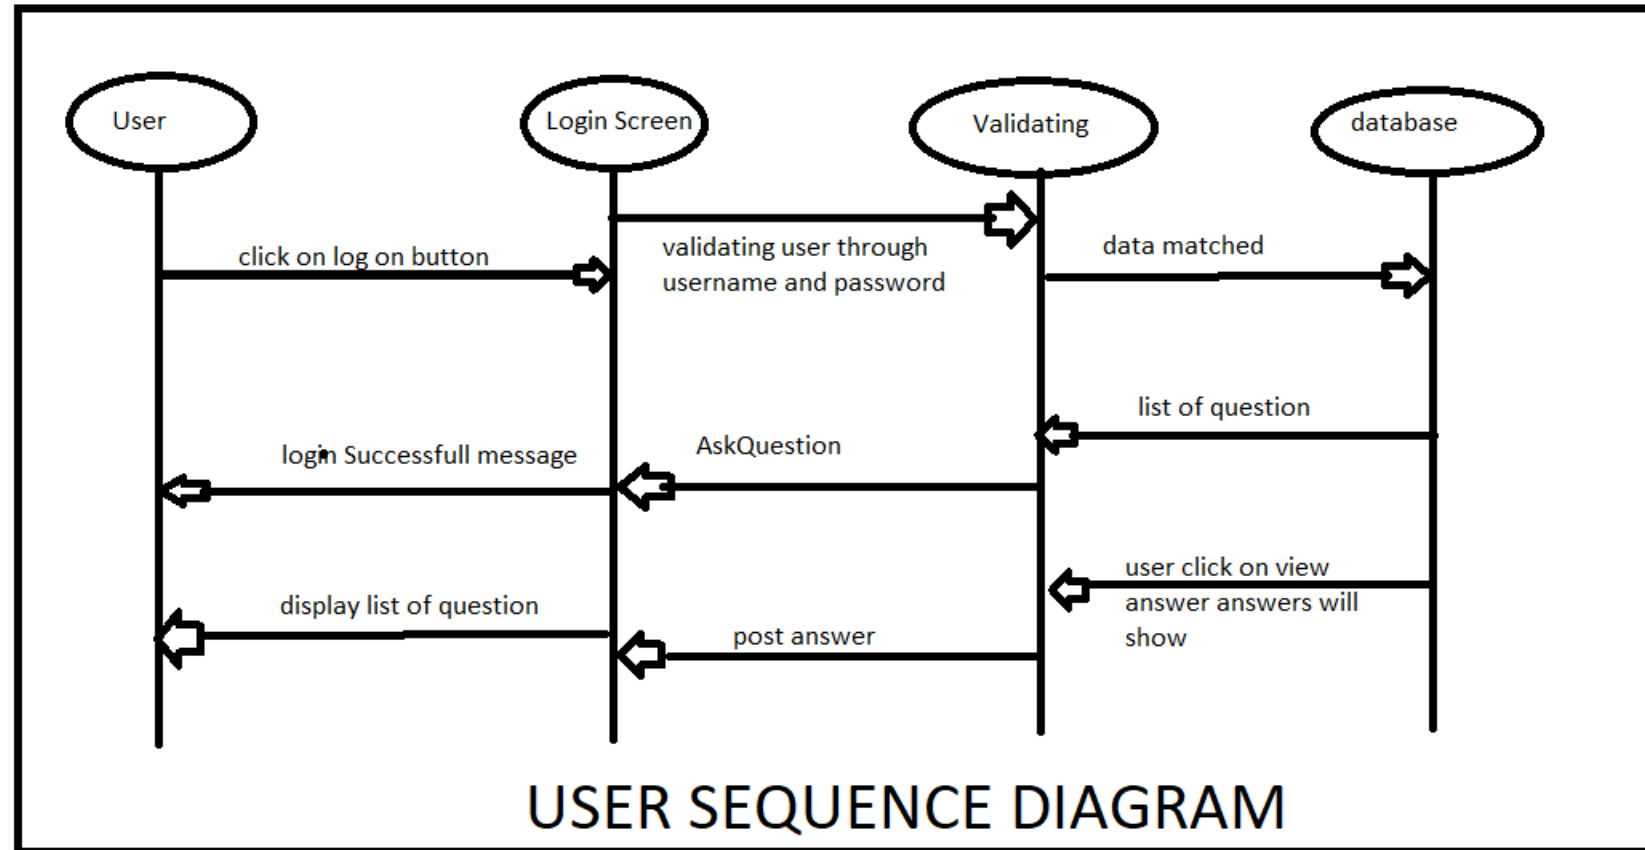 User
Login Screen
Validating
database
click on log on button
validating user through
username and password
data matched
list of question
login Successfull message
AskQuestion
user click on view
answer answers will
show
display list of question
post answer
USER SEQUENCE DIAGRAM